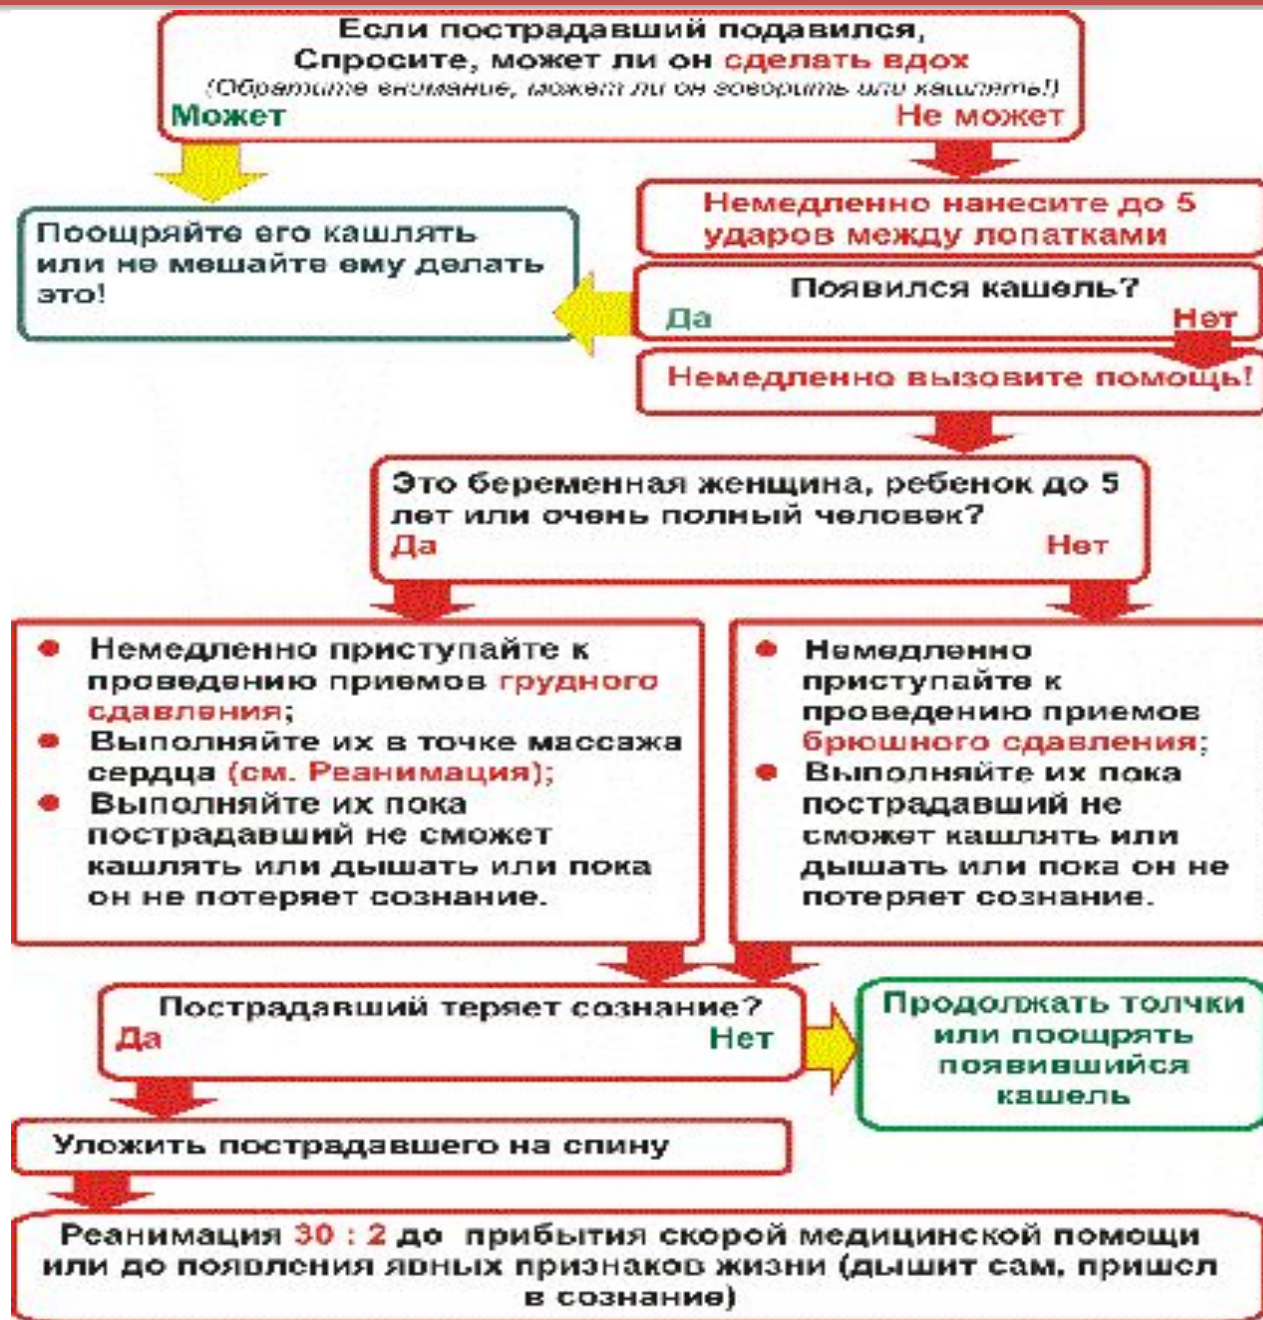 Если пострадавший подавился,
Спросите, может ли он сделать вдох
(Обратите внимание, может ли он говорить или кашлять!)
Может
Не может
Немедленно нанесите до 5
ударов между лопатками
Поощряйте его кашлять
или не мешайте ему делать
это!
Появился кашель?
Да
Нет
Немедленно вызовите помощь!
Это беременная женщина, ребенок до 5
лет или очень полный человек?
Да
Нет
● Немедленно приступайте к
проведению приемов грудного
сдавления;
● Выполняйте их в точке массажа
сердца (см. Реанимация);
● Выполняйте их пока
пострадавший не сможет
кашлять или дышать или пока
он не потеряет сознание.
● Немедленно
приступайте к
проведению приемов
брюшного сдавления;
● Выполняйте их пока
пострадавший не
сможет кашлять или
дышать или пока он не
потеряет сознание.
Пострадавший теряет сознание?
Да
Нет
Продолжать толчки
или поощрять
появившийся
кашель
Уложить пострадавшего на спину
Реанимация 30 : 2 до прибытия скорой медицинской помощи
или до появления явных признаков жизни (дышит сам, пришел
в сознание)